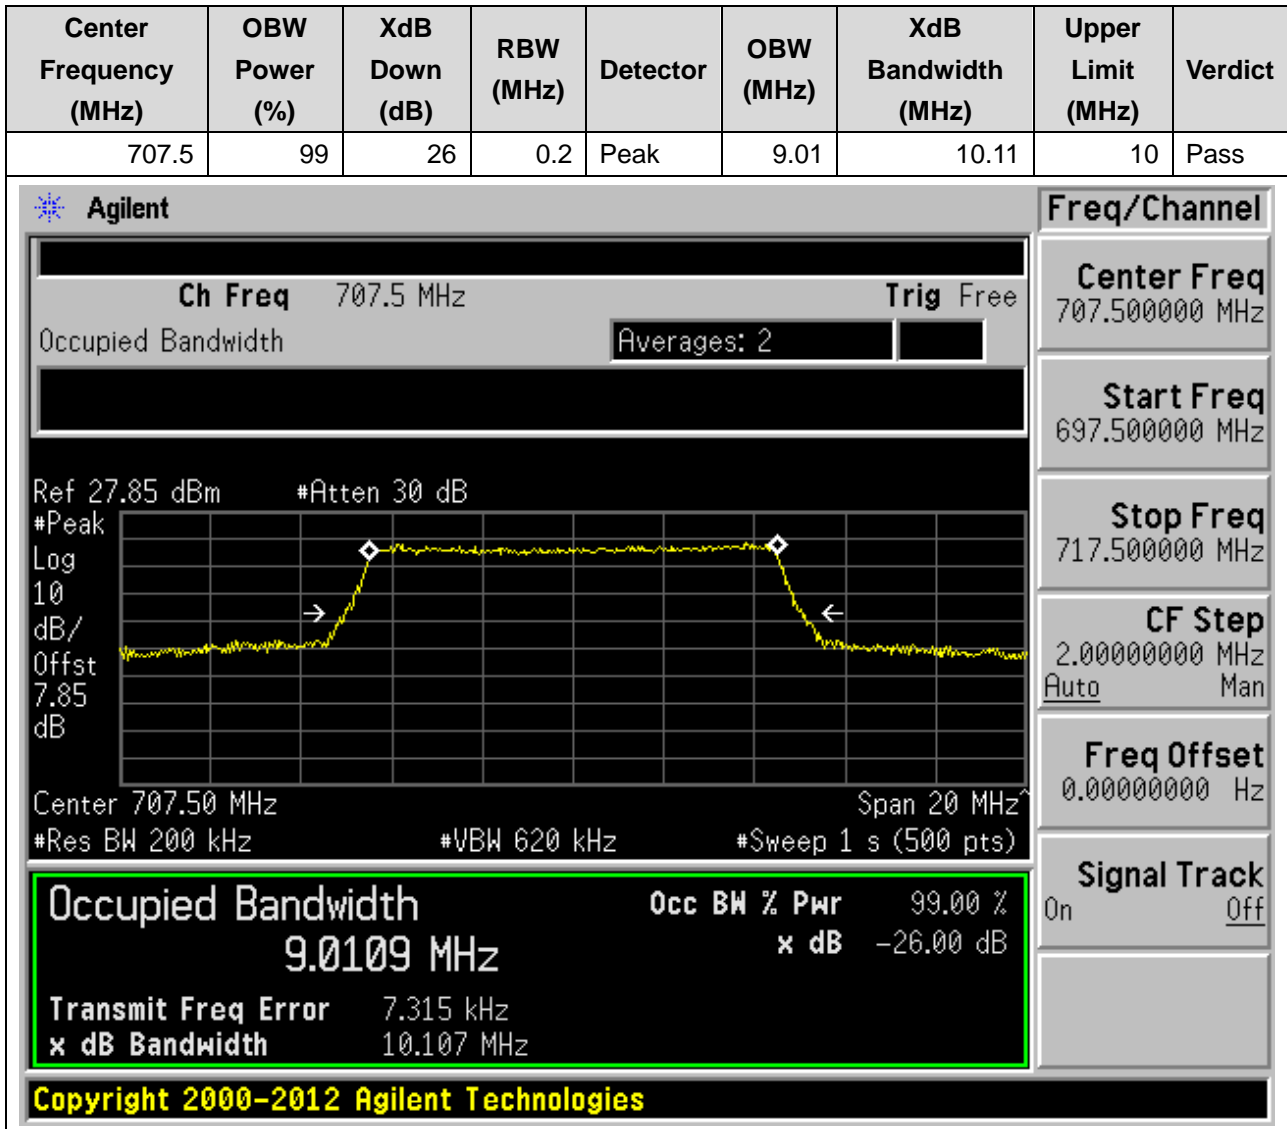 Center Frequency (MHz) OBW Power (%) XdB Down (dB) RBW (MHz) Detector OBW (MHz) XdB Bandwidth (MHz) Upper Limit (MHz) Verdict
707.5 99 26 0.2 Peak 9.01 10.11 10 Pass
Agilent
Freq/Channel
Ch Freq 707.5 MHz Trig Free
Occupied Bandwidth Averages: 2
Center Freq
707.500000 MHz
Start Freq
697.500000 MHz
Stop Freq
717.500000 MHz
CF Step
2.00000000 MHz
Auto Man
Freq Offset
0.00000000 Hz
Signal Track
On Off
Ref 27.85 dBm #Atten 30 dB
#Peak
Log
10
dB/
Offst
7.85
dB
Center 707.50 MHz Span 20 MHz^
#Res BW 200 kHz #VBW 620 kHz #Sweep 1 s (500 pts)
Occupied Bandwidth Occ BW % Pwr 99.00 %
9.0109 MHz x dB -26.00 dB
Transmit Freq Error 7.315 kHz
x dB Bandwidth 10.107 MHz
Copyright 2000-2012 Agilent Technologies